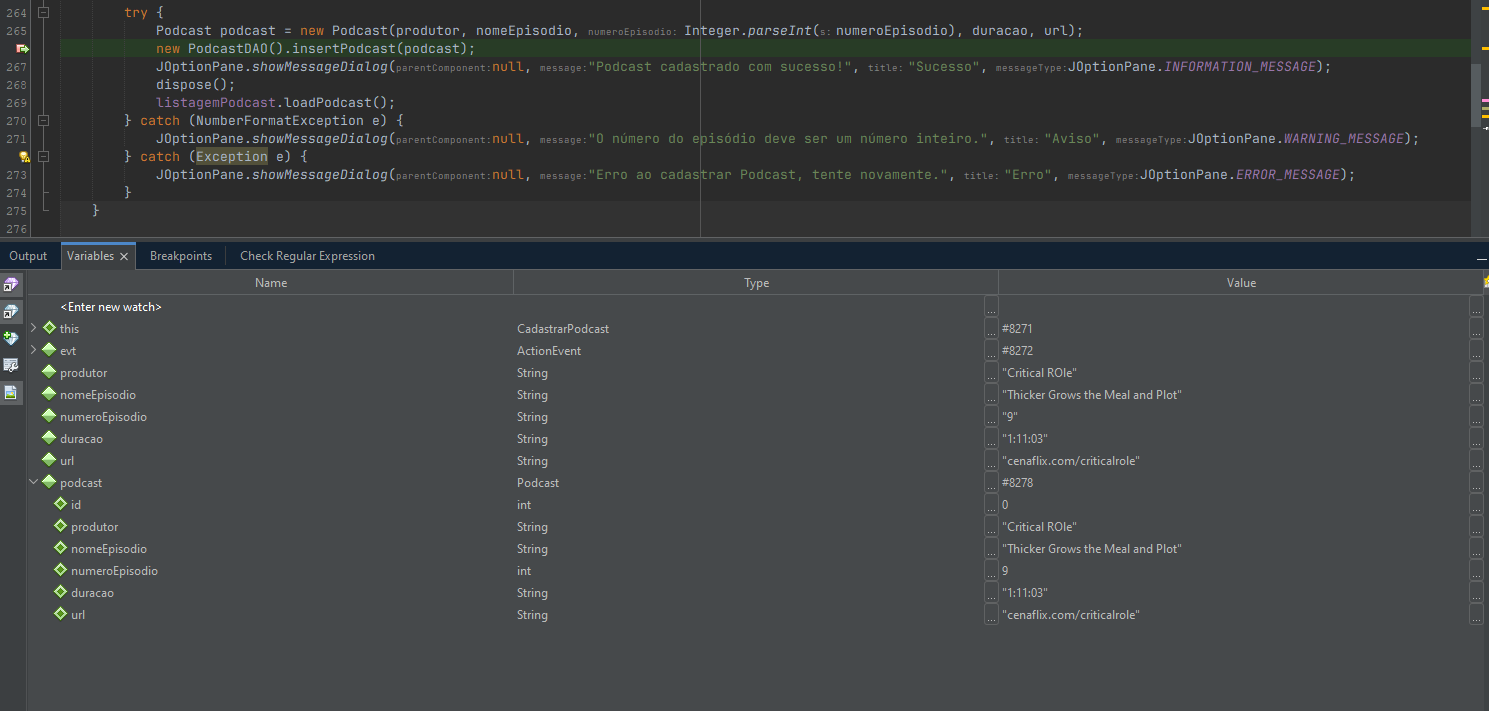 264 try {
265 Podcast podcast = new Podcast(produtor, nomeEpisodio, numeroEpisodio: Integer.parseInt(s: numeroEpisodio), duracao, url);
new PodcastDAO().insertPodcast(podcast);
267 JOptionPane.showMessageDialog(parentComponent:null, message:"Podcast cadastrado com sucesso!", title: "Sucesso", messageType:JOptionPane.INFORMATION_MESSAGE);
268 dispose();
269 listagemPodcast.loadPodcast();
270 } catch (NumberFormatException e) {
271 JOptionPane.showMessageDialog(parentComponent:null, message:"O número do episódio deve ser um número inteiro.", title: "Aviso", messageType:JOptionPane.WARNING_MESSAGE);
} catch (Exception e) {
273 JOptionPane.showMessageDialog(parentComponent:null, message:"Erro ao cadastrar Podcast, tente novamente.", title: "Erro", messageType:JOptionPane.ERROR_MESSAGE);
274 }
275 }
276
Output Variables Breakpoints Check Regular Expression
Name Type Value
<Enter new watch> ... ...
this CadastrarPodcast ... #8271 ...
evt ActionEvent ... #8272 ...
produtor String ... "Critical ROle" ...
nomeEpisodio String ... "Thicker Grows the Meal and Plot" ...
numeroEpisodio String ... "9" ...
duracao String ... "1:11:03" ...
url String ... "cenaflix.com/criticalrole" ...
podcast Podcast ... #8278 ...
id int ... 0 ...
produtor String ... "Critical ROle" ...
nomeEpisodio String ... "Thicker Grows the Meal and Plot" ...
numeroEpisodio int ... 9 ...
duracao String ... "1:11:03" ...
url String ... "cenaflix.com/criticalrole" ...